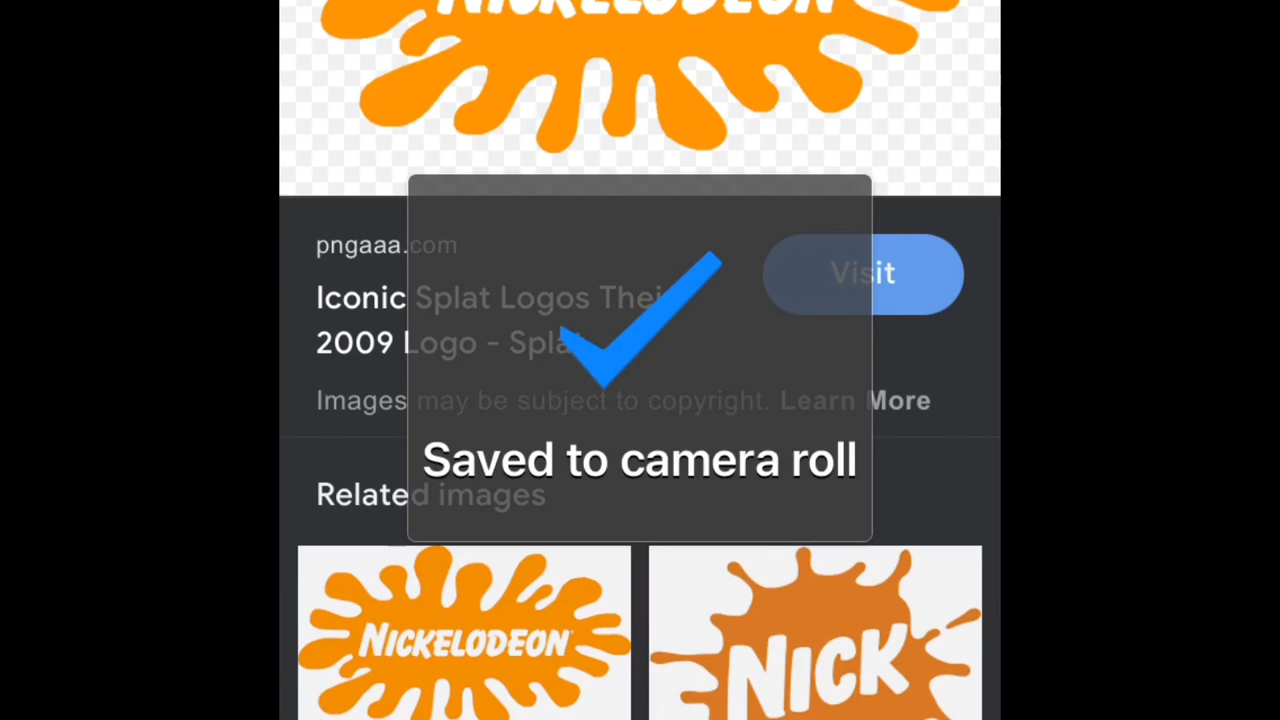 NICKELODEON
pngaaa.com
Visit
Iconic Splat Logos Thei
2009 Logo - Spla
Images may be subject to copyright. Learn More
Saved to camera roll
Related images
NICKELODEON
NICK